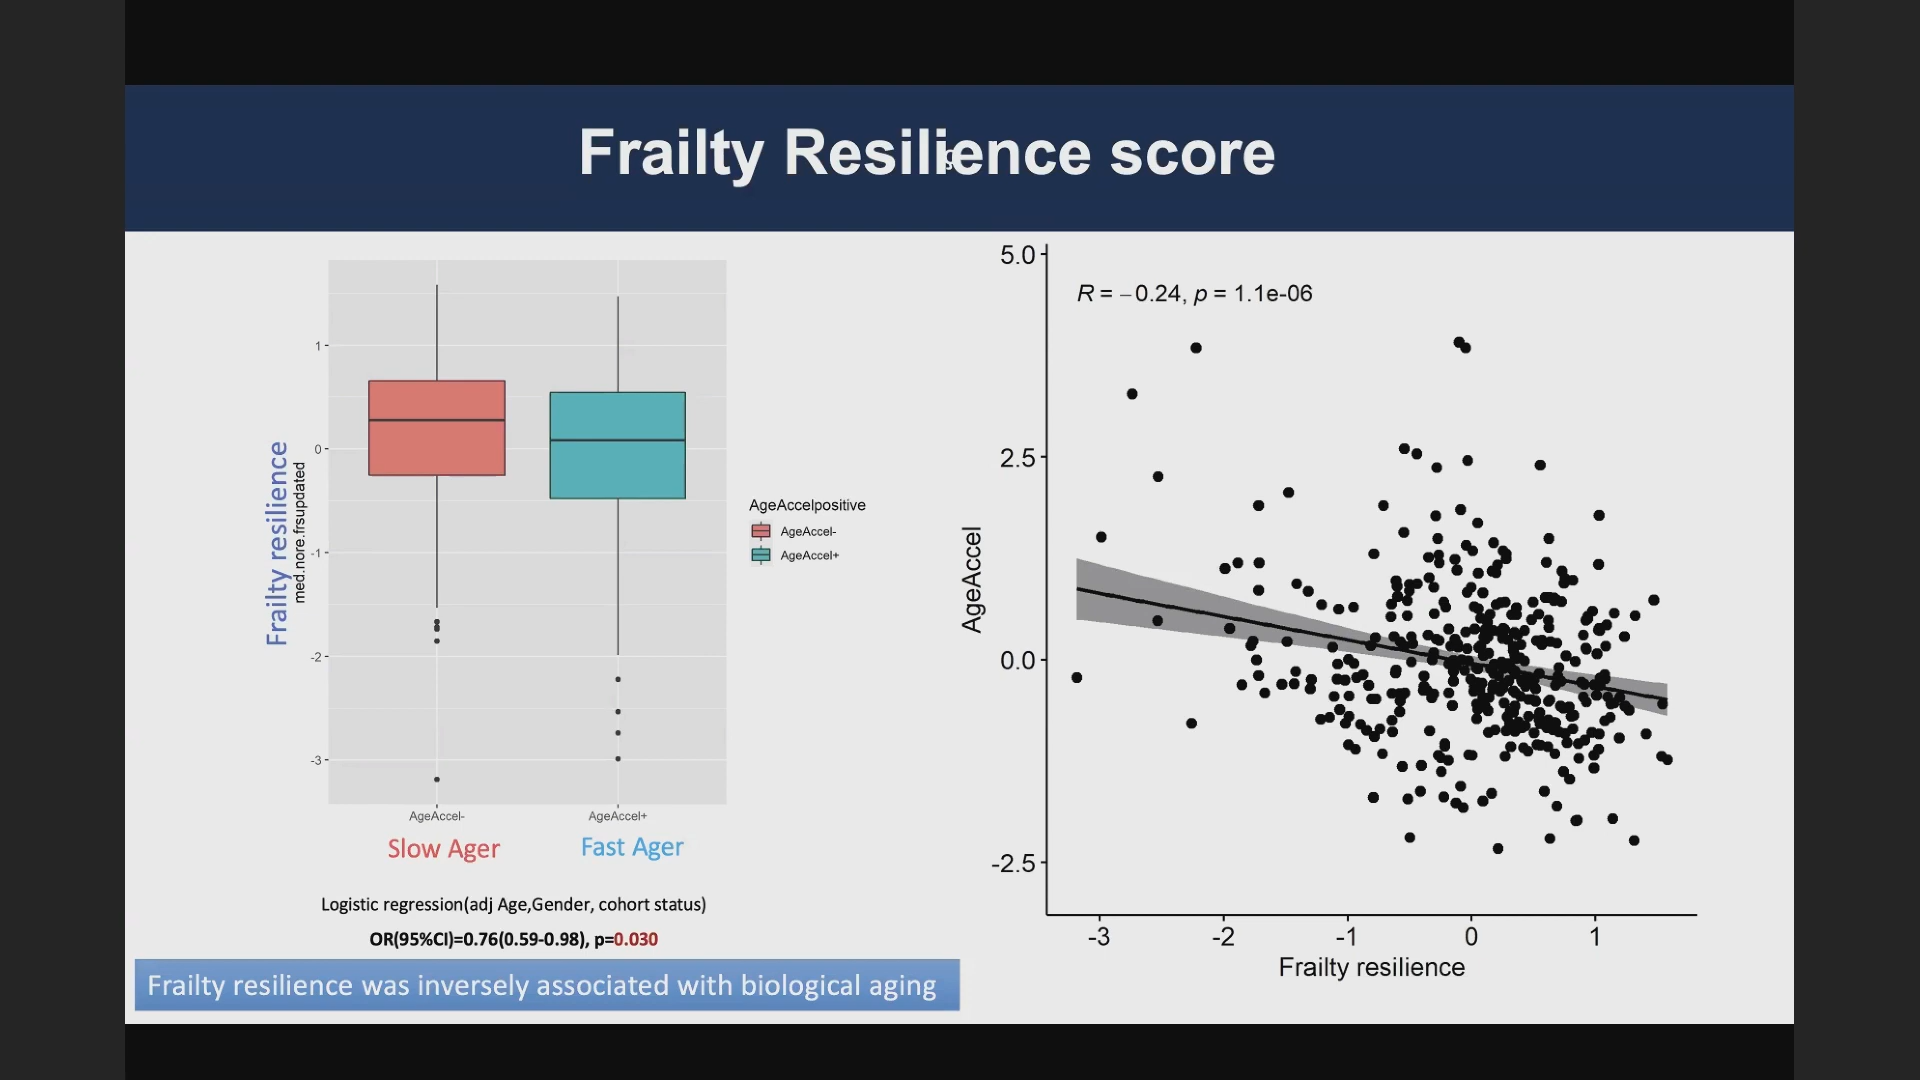 Frailty Resilience score
Frailty resilience
med.nore.frsupdated
1
0
-1
-2
-3
AgeAccel-
AgeAccel+
Slow Ager
Fast Ager
AgeAccelpositive
AgeAccel-
AgeAccel+
Logistic regression(adj Age,Gender, cohort status)
OR(95%CI)=0.76(0.59-0.98), p=0.030
Frailty resilience was inversely associated with biological aging
R = −0.24, p = 1.1e-06
AgeAccel
5.0
2.5
0.0
-2.5
-3
-2
-1
0
1
Frailty resilience